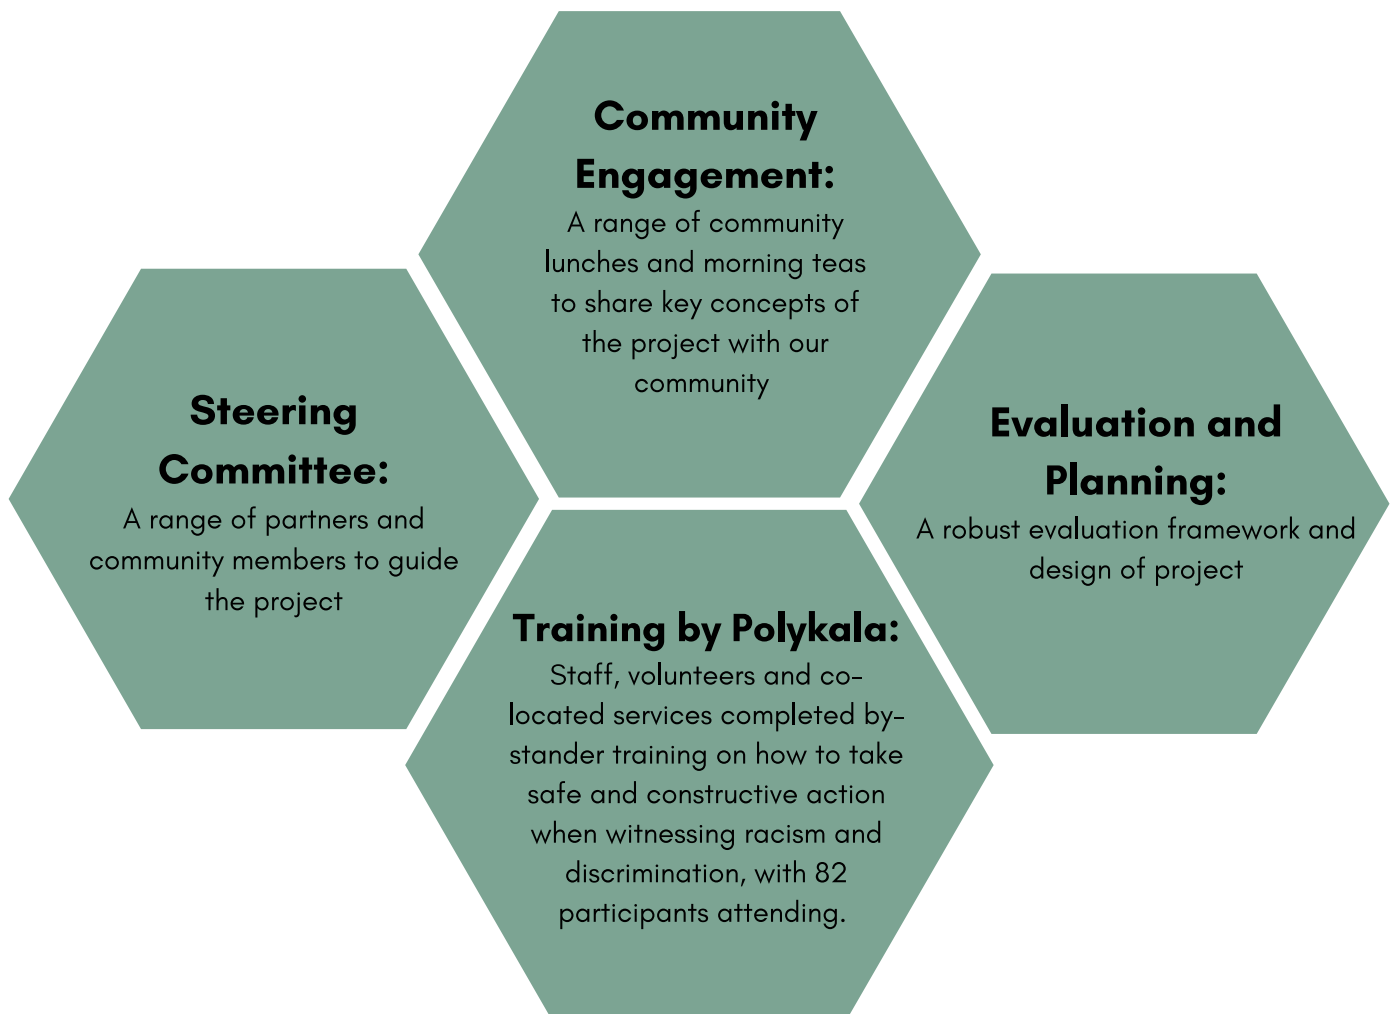 Community
Engagement:
A range of community
lunches and morning teas
to share key concepts of
the project with our
community
Steering
Committee:
A range of partners and
community members to guide
the project
Evaluation and
Planning:
A robust evaluation framework and
design of project
Training by Polykala:
Staff, volunteers and co-
located services completed by-
stander training on how to take
safe and constructive action
when witnessing racism and
discrimination, with 82
participants attending.